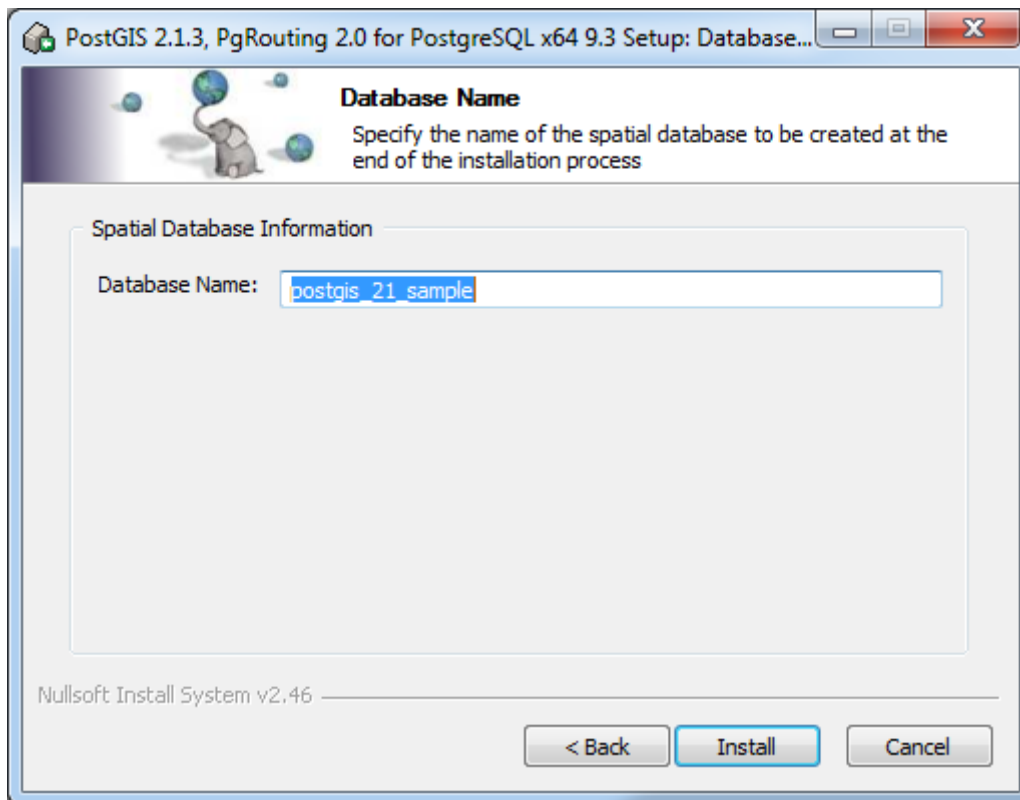 PostGIS 2.1.3, PgRouting 2.0 for PostgreSQL x64 9.3 Setup: Database...
Database Name
Specify the name of the spatial database to be created at the
end of the installation process
Spatial Database Information
Database Name:
postgis_21_sample
Nullsoft Install System v2.46
< Back
Install
Cancel